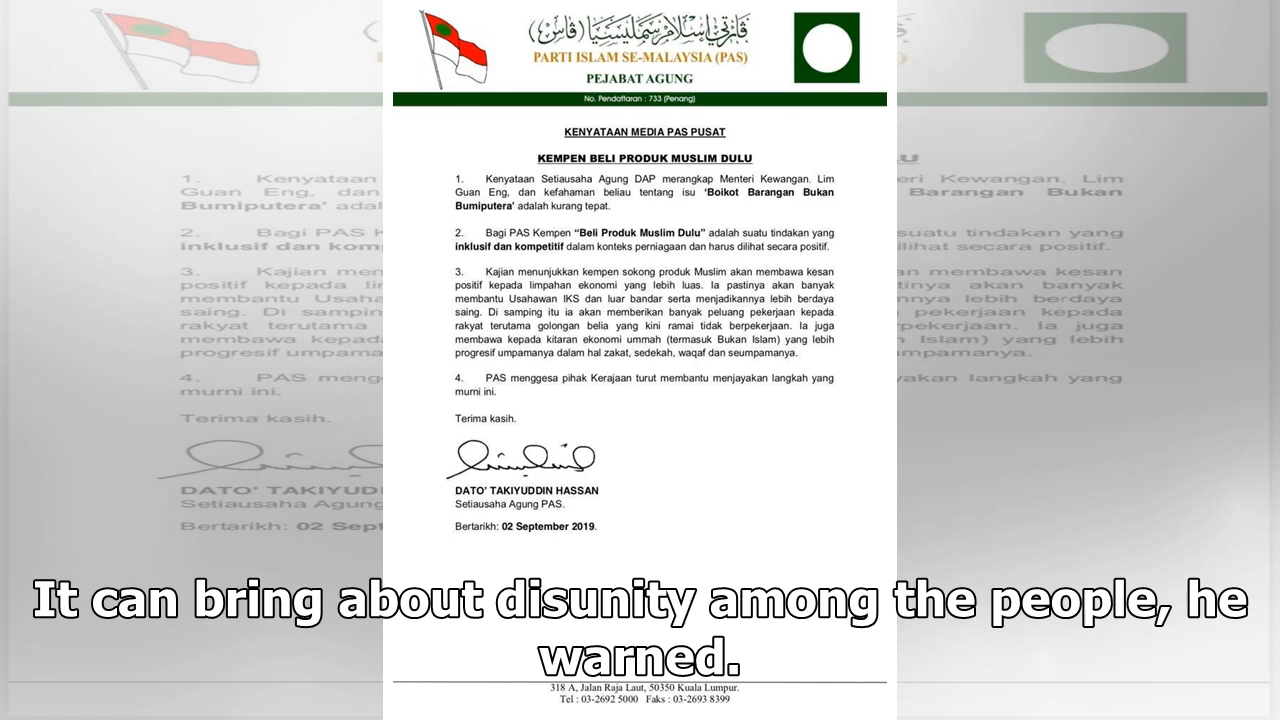 ڤرتي إسلام سمليسيا (ڤاس)
PARTI ISLAM SE-MALAYSIA (PAS)
PEJABAT AGUNG
No. Pendaftaran : 733 (Penang)
KENYATAAN MEDIA PAS PUSAT
KEMPEN BELI PRODUK MUSLIM DULU
1. Kenyataan Setiausaha Agung DAP merangkap Menteri Kewangan. Lim
Guan Eng, dan kefahaman beliau tentang isu ‘Boikot Barangan Bukan
Bumiputera’ adalah kurang tepat.
2. Bagi PAS Kempen “Beli Produk Muslim Dulu” adalah suatu tindakan yang
inklusif dan kompetitif dalam konteks perniagaan dan harus dilihat secara positif.
3. Kajian menunjukkan kempen sokong produk Muslim akan membawa kesan
positif kepada limpahan ekonomi yang lebih luas. Ia pastinya akan banyak
membantu Usahawan IKS dan luar bandar serta menjadikannya lebih berdaya
saing. Di samping itu ia akan memberikan banyak peluang pekerjaan kepada
rakyat terutama golongan belia yang kini ramai tidak berpekerjaan. Ia juga
membawa kepada kitaran ekonomi ummah (termasuk Bukan Islam) yang lebih
progresif umpamanya dalam hal zakat, sedekah, waqaf dan seumpamanya.
4. PAS menggesa pihak Kerajaan turut membantu menjayakan langkah yang
murni ini.
Terima kasih.
DATO' TAKIYUDDIN HASSAN
Setiausaha Agung PAS.
Bertarikh: 02 September 2019.
It can bring about disunity among the people, he
warned.
318 A, Jalan Raja Laut, 50350 Kuala Lumpur.
Tel : 03-2692 5000 Faks : 03-2693 8399